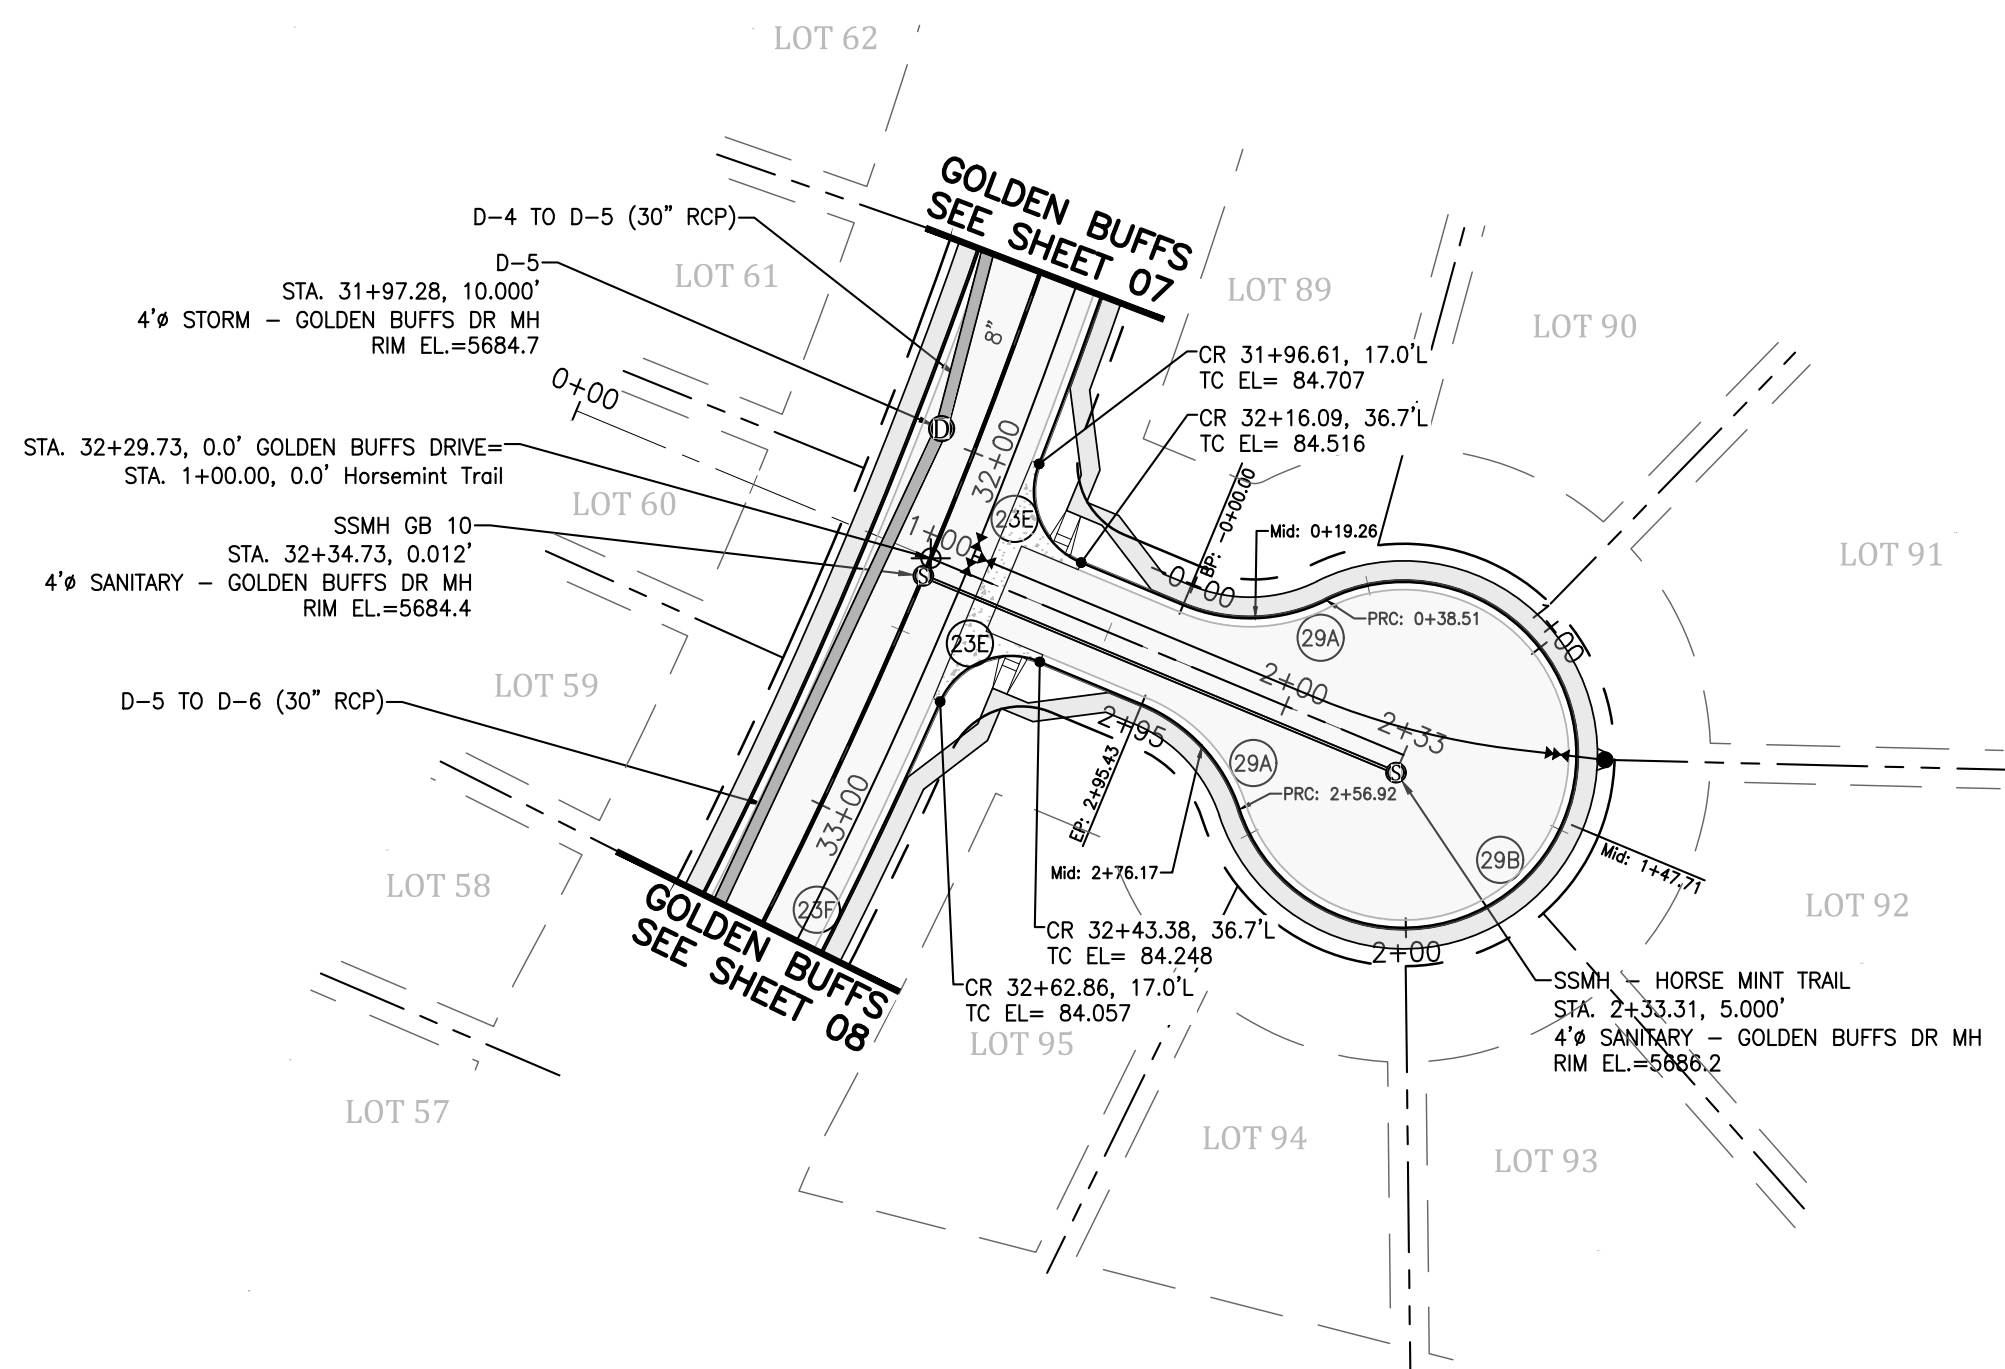 LOT 62
GOLDEN BUFFS
SEE SHEET 07
D-4 TO D-5 (30" RCP)
D-5
STA. 31+97.28, 10.000'
4'ø STORM - GOLDEN BUFFS DR MH
RIM EL.=5684.7
LOT 61
LOT 89
LOT 90
8"
CR 31+96.61, 17.0'L
TC EL= 84.707
CR 32+16.09, 36.7'L
TC EL= 84.516
0+00
D
32+00
STA. 32+29.73, 0.0' GOLDEN BUFFS DRIVE=
STA. 1+00.00, 0.0' Horsemint Trail
LOT 60
23E
1+00
BP: -0+00.00
Mid: 0+19.26
LOT 91
SSMH GB 10
STA. 32+34.73, 0.012'
4'ø SANITARY - GOLDEN BUFFS DR MH
RIM EL.=5684.4
S
-0+00
PRC: 0+38.51
29A
+00
23E
LOT 59
2+00
2+33
D-5 TO D-6 (30" RCP)
2+95
29A
S
EP: 2+95.43
PRC: 2+56.92
33+00
29B
Mid: 1+47.71
Mid: 2+76.17
LOT 58
23F
LOT 92
GOLDEN BUFFS
SEE SHEET 08
CR 32+43.38, 36.7'L
TC EL= 84.248
2+00
CR 32+62.86, 17.0'L
TC EL= 84.057
SSMH - HORSE MINT TRAIL
STA. 2+33.31, 5.000'
4'ø SANITARY - GOLDEN BUFFS DR MH
RIM EL.=5686.2
LOT 95
LOT 57
LOT 94
LOT 93